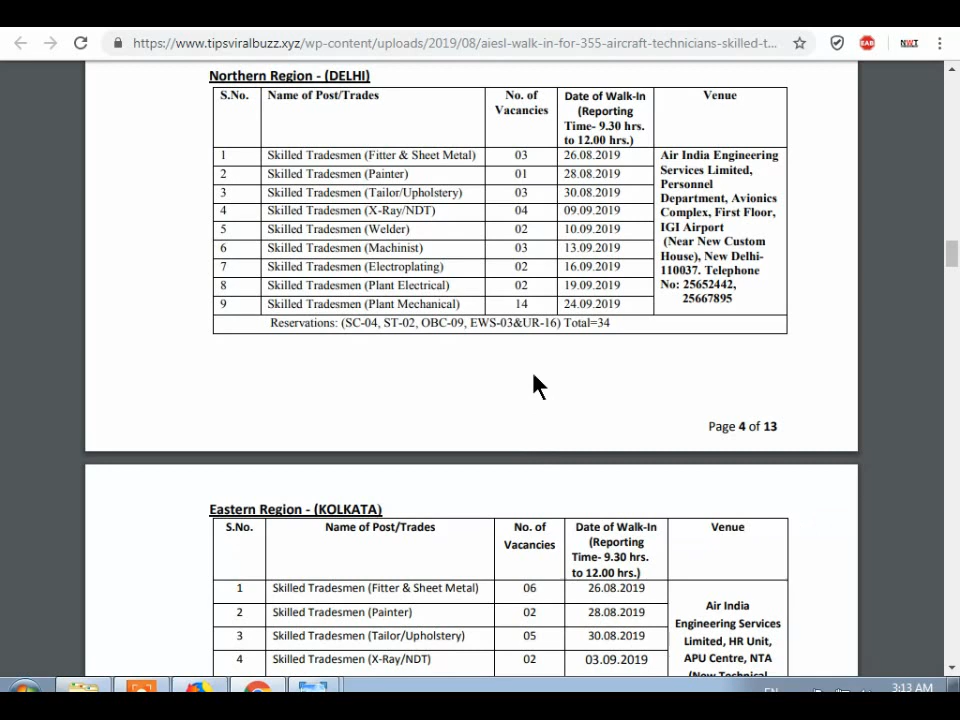 https://www.tipsviralbuzz.xyz/wp-content/uploads/2019/08/aiesl-walk-in-for-355-aircraft-technicians-skilled-t...
EAB
NWT
Northern Region - (DELHI)
S.No. Name of Post/Trades No. of Vacancies Date of Walk-In (Reporting Time- 9.30 hrs. to 12.00 hrs.) Venue
1 Skilled Tradesmen (Fitter & Sheet Metal) 03 26.08.2019
2 Skilled Tradesmen (Painter) 01 28.08.2019
3 Skilled Tradesmen (Tailor/Upholstery) 03 30.08.2019
4 Skilled Tradesmen (X-Ray/NDT) 04 09.09.2019
5 Skilled Tradesmen (Welder) 02 10.09.2019
6 Skilled Tradesmen (Machinist) 03 13.09.2019
7 Skilled Tradesmen (Electroplating) 02 16.09.2019
8 Skilled Tradesmen (Plant Electrical) 02 19.09.2019
9 Skilled Tradesmen (Plant Mechanical) 14 24.09.2019
Air India Engineering
Services Limited,
Personnel
Department, Avionics
Complex, First Floor,
IGI Airport
(Near New Custom
House), New Delhi-
110037. Telephone
No: 25652442,
25667895
Reservations: (SC-04, ST-02, OBC-09, EWS-03&UR-16) Total=34
Page 4 of 13
Eastern Region - (KOLKATA)
S.No. Name of Post/Trades No. of Vacancies Date of Walk-In (Reporting Time- 9.30 hrs. to 12.00 hrs.) Venue
1 Skilled Tradesmen (Fitter & Sheet Metal) 06 26.08.2019
2 Skilled Tradesmen (Painter) 02 28.08.2019
3 Skilled Tradesmen (Tailor/Upholstery) 05 30.08.2019
4 Skilled Tradesmen (X-Ray/NDT) 02 03.09.2019
Air India
Engineering Services
Limited, HR Unit,
APU Centre, NTA
(New Technical
EN
3:13 AM